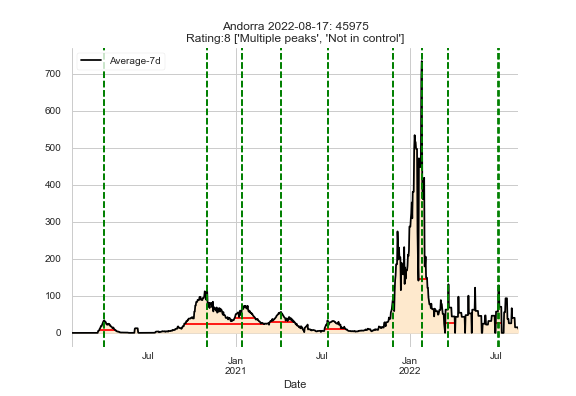 Andorra 2022-08-17: 45975
Rating:8 ['Multiple peaks', 'Not in control']
Average-7d
700
600
500
400
300
200
100
0
Jul
Jan
2021
Jul
Jan
2022
Jul
Date